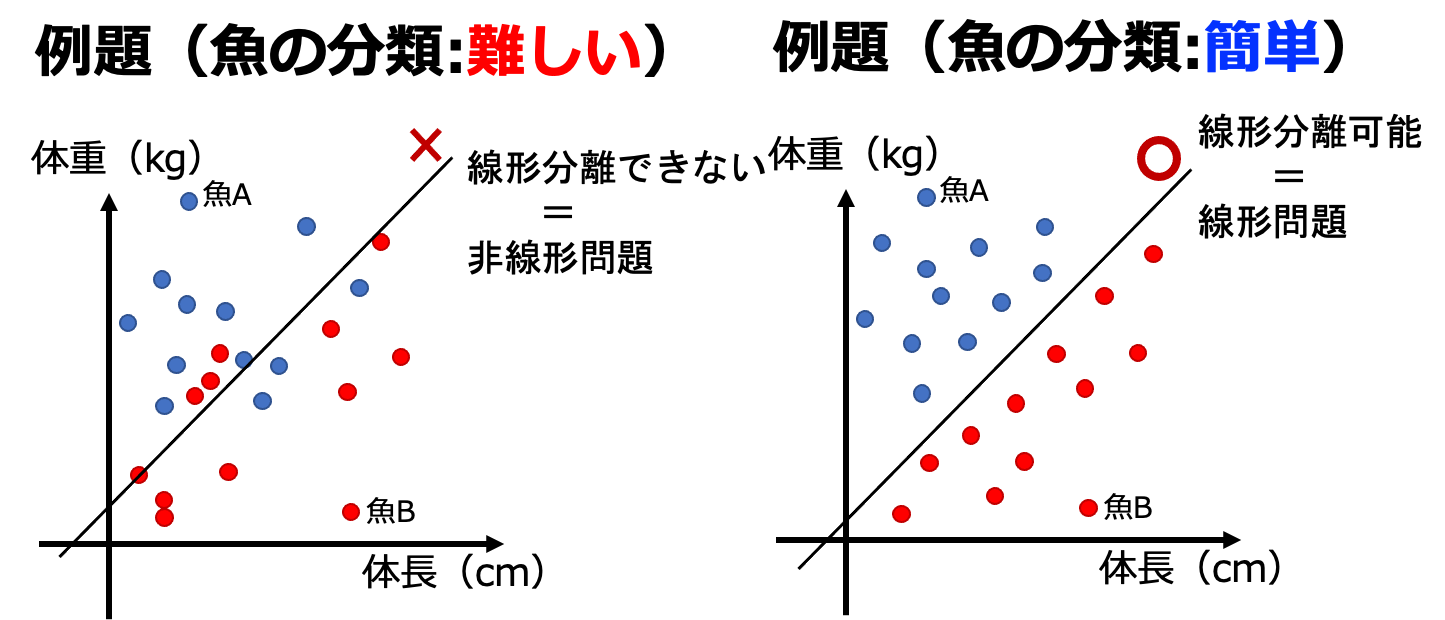 例題（魚の分類:難しい）
体重（kg）
魚A
線形分離できない
＝
非線形問題
魚B
体長（cm）
例題（魚の分類:簡単）
体重（kg）
魚A
線形分離可能
＝
線形問題
魚B
体長（cm）